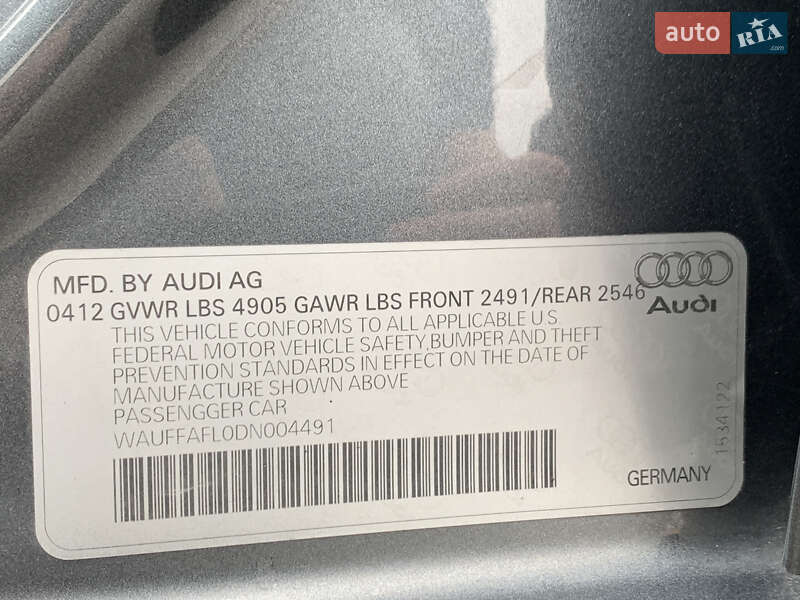 auto RIA.com
MFD. BY AUDI AG
0412 GVWR LBS 4905 GAWR LBS FRONT 2491/REAR 2546
Audi
THIS VEHICLE CONFORMS TO ALL APPLICABLE U.S
FEDERAL MOTOR VEHICLE SAFETY,BUMPER AND THEFT
PREVENTION STANDARDS IN EFFECT ON THE DATE OF
MANUFACTURE SHOWN ABOVE
PASSENGGER CAR
WAUFFAFL0DN004491
1534122
GERMANY